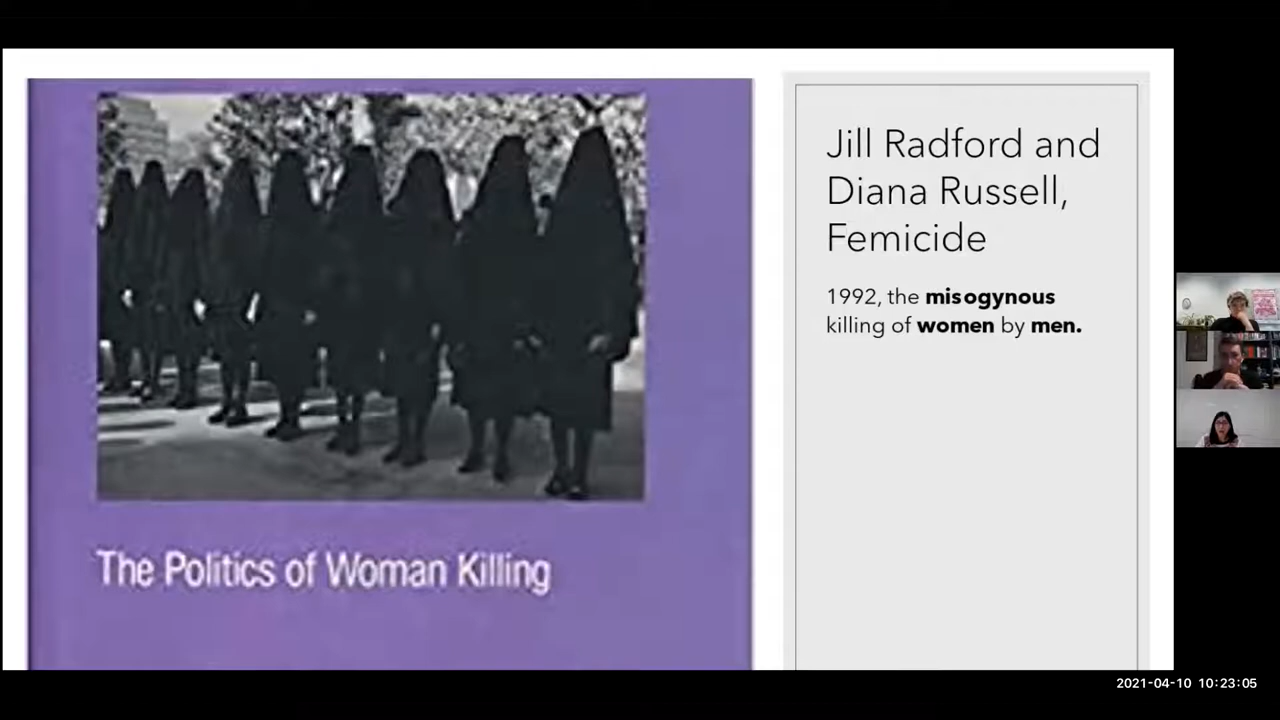 The Politics of Woman Killing
Jill Radford and
Diana Russell,
Femicide
1992, the misogynous
killing of women by men.
2021-04-10 10:23:05